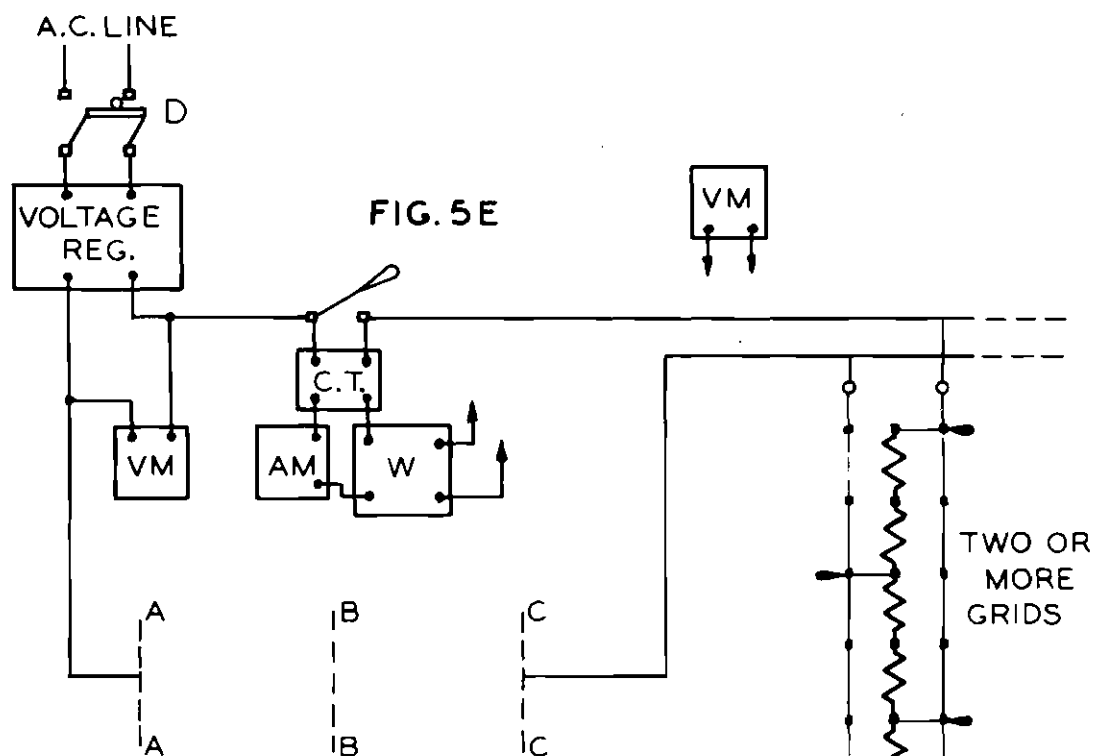 A.C. LINE
D
VOLTAGE
REG.
FIG. 5E
VM
C.T.
VM
AM
W
TWO OR
MORE
GRIDS
A
B
C
A
B
C